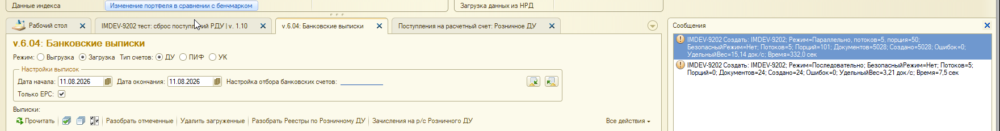 Данные индекса
Изменение портфеля в сравнении с бенчмарком
Загрузка данных из НРД
Рабочий стол
IMDEV-9202 тест: сброс поступлений РДУ | v. 1.10
v.6.04: Банковские выписки
Поступления на расчетный счет: Розничное ДУ
v.6.04: Банковские выписки
Режим: Выгрузка Загрузка Тип счетов: ДУ ПИФ УК
Настройки выписок
Дата начала: 11.08.2026 Дата окончания: 11.08.2026 Настройка отбора банковских счетов:
Только ЕРС:
Выписки:
Прочитать Разобрать отмеченные Удалить загруженные Разобрать Реестры по Розничному ДУ Зачисления на р/с Розничного ДУ Все действия
Сообщения
IMDEV-9202 Создать: IMDEV-9202; Режим=Параллельно, потоков=5, порция=50;
БезопасныйРежим=Нет; Потоков=5; Порций=101; Документов=5028; Создано=5028; Ошибок=0;
УдельныйВес=15,14 док/с; Время=332,0 сек
IMDEV-9202 Создать: IMDEV-9202; Режим=Последовательно; БезопасныйРежим=Нет; Потоков=5;
Порций=0; Документов=24; Создано=24; Ошибок=0; УдельныйВес=3,21 док/с; Время=7,5 сек